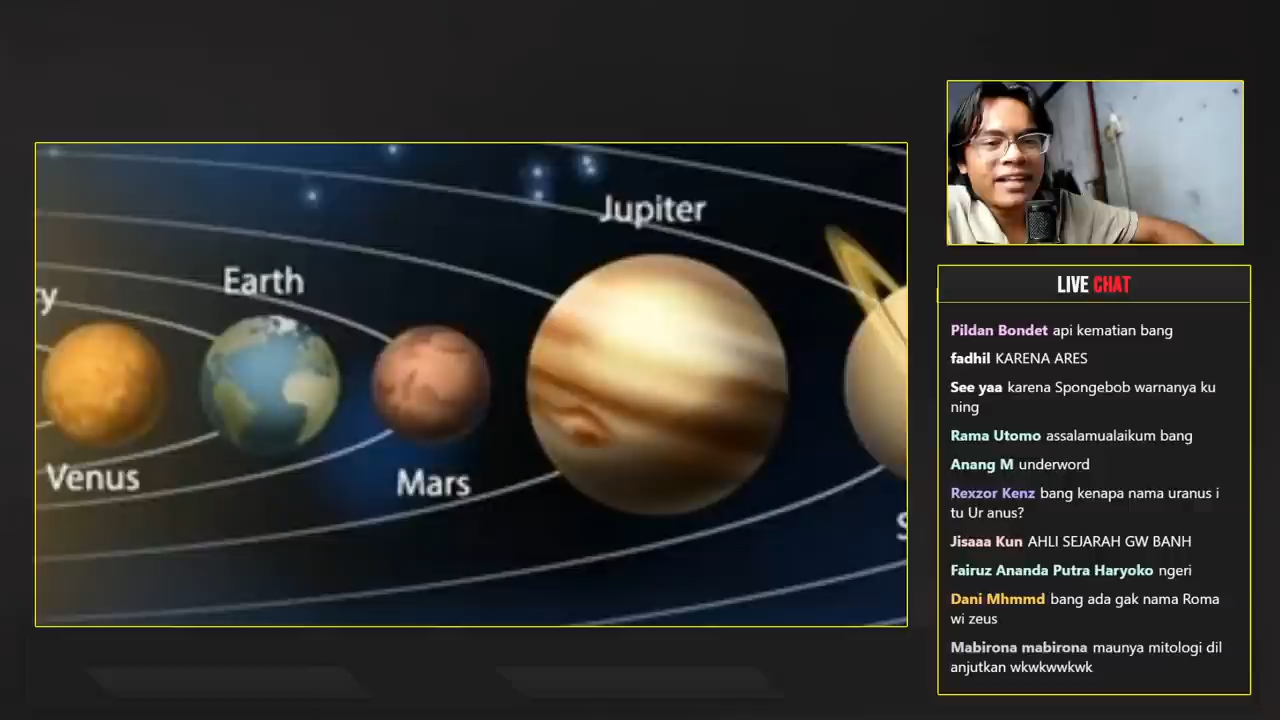 Jupiter
Earth
ry
Venus
Mars
S
LIVE CHAT
Pildan Bondet api kematian bang
fadhil KARENA ARES
See yaa karena Spongebob warnanya ku
ning
Rama Utomo assalamualaikum bang
Anang M underword
Rexzor Kenz bang kenapa nama uranus i
tu Ur anus?
Jisaaa Kun AHLI SEJARAH GW BANH
Fairuz Ananda Putra Haryoko ngeri
Dani Mhmmd bang ada gak nama Roma
wi zeus
Mabirona mabirona maunya mitologi dil
anjutkan wkwkwwkwk